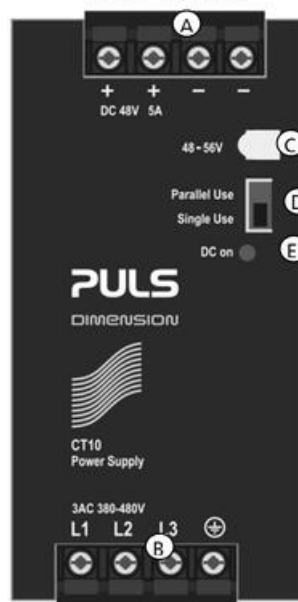 A
+ + − −
DC 48V 5A
48-56V
C
Parallel Use
Single Use
D
DC on
E
PULS
DIMENSION
CT10
Power Supply
3AC 380-480V
L1 L2 L3
B